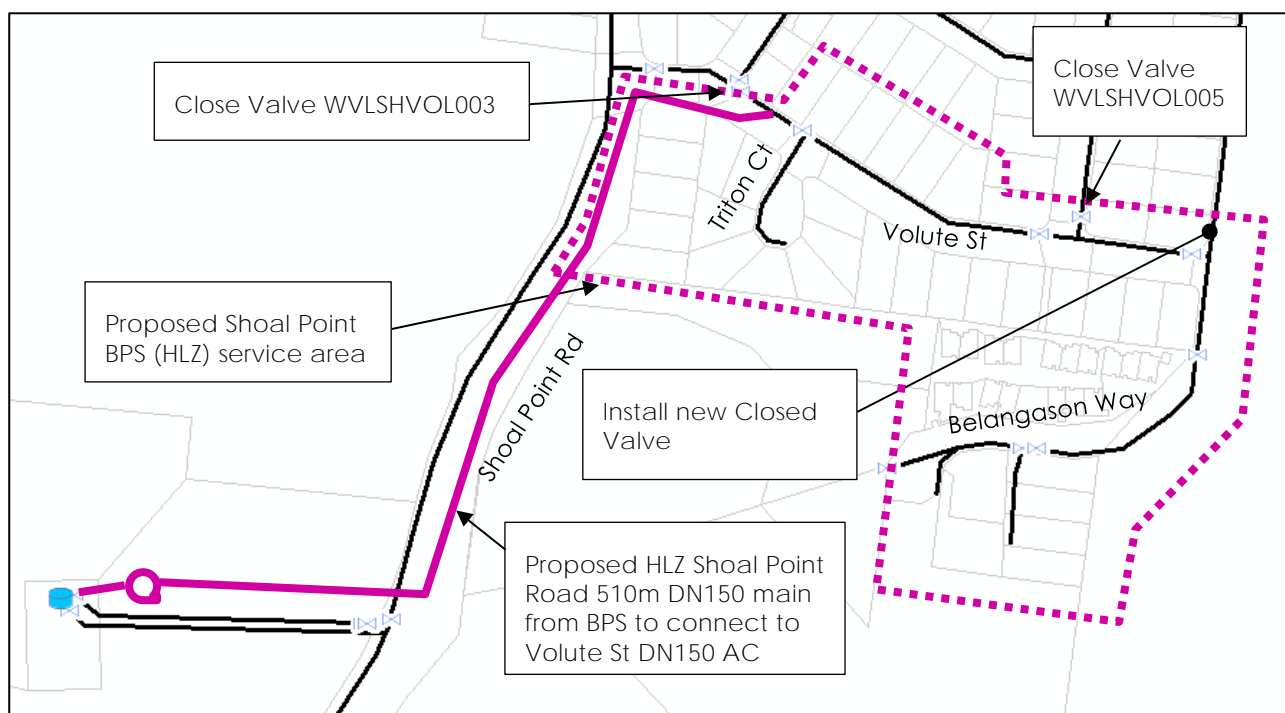 Close Valve WVLSHVOL003
Close Valve
WVLSHVOL005
Triton Ct
Volute St
Proposed Shoal Point
BPS (HLZ) service area
Shoal Point Rd
Install new Closed
Valve
Belangason Way
Proposed HLZ Shoal Point
Road 510m DN150 main
from BPS to connect to
Volute St DN150 AC